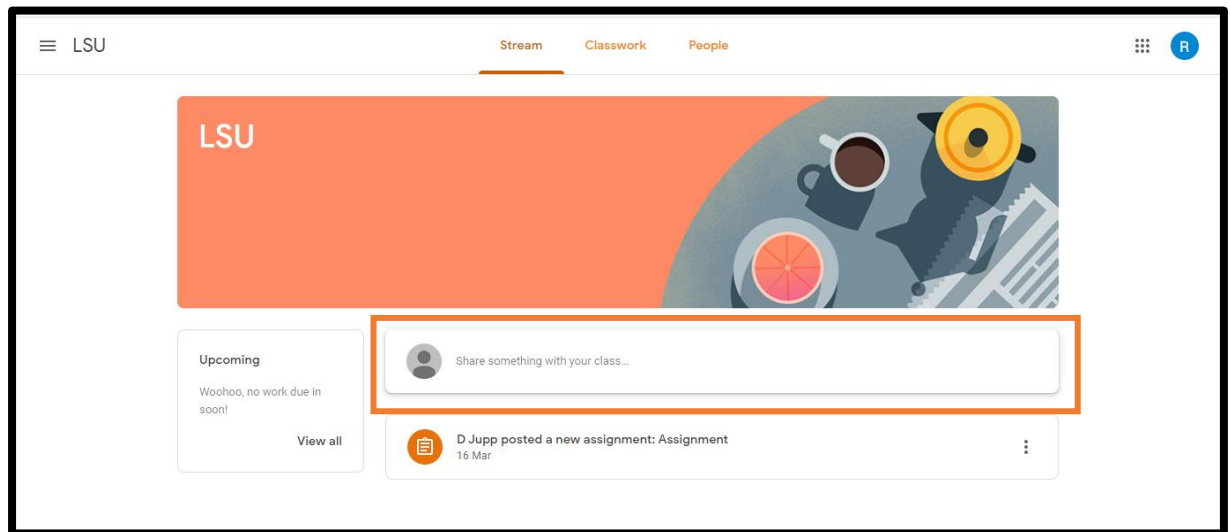 LSU
Stream
Classwork
People
R
LSU
Upcoming
Woohoo, no work due in
soon!
View all
Share something with your class...
D Jupp posted a new assignment: Assignment
16 Mar